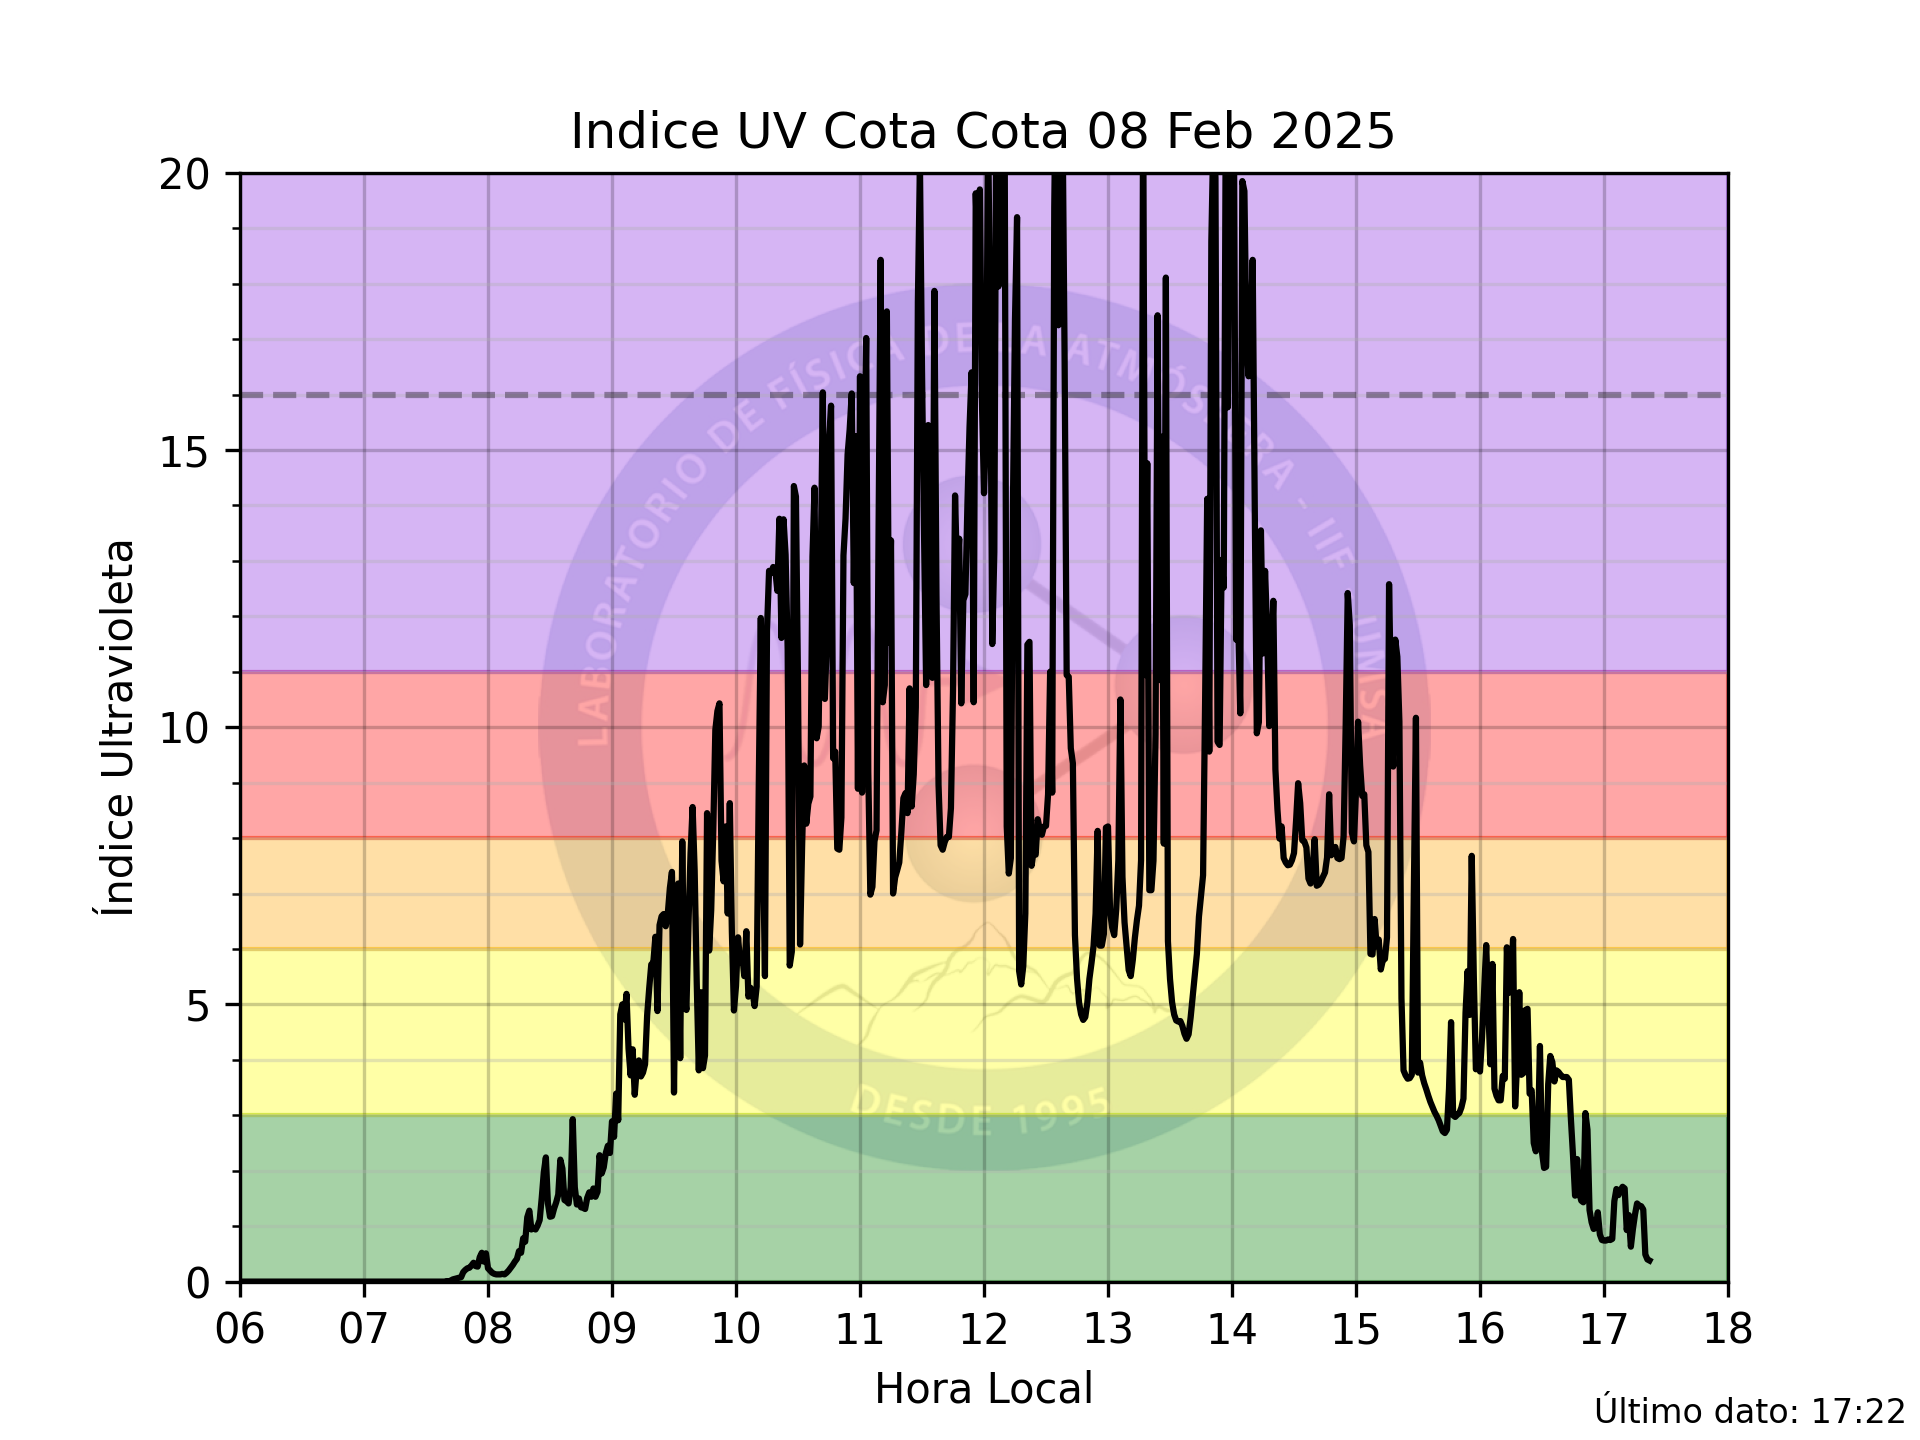 Indice UV Cota Cota 08 Feb 2025
20
15
10
5
0
Índice Ultravioleta
LABORATORIO DE FÍSICA DE LA ATMÓSFERA - IIF UMSA
DESDE 1995
06 07 08 09 10 11 12 13 14 15 16 17 18
Hora Local
Último dato: 17:22